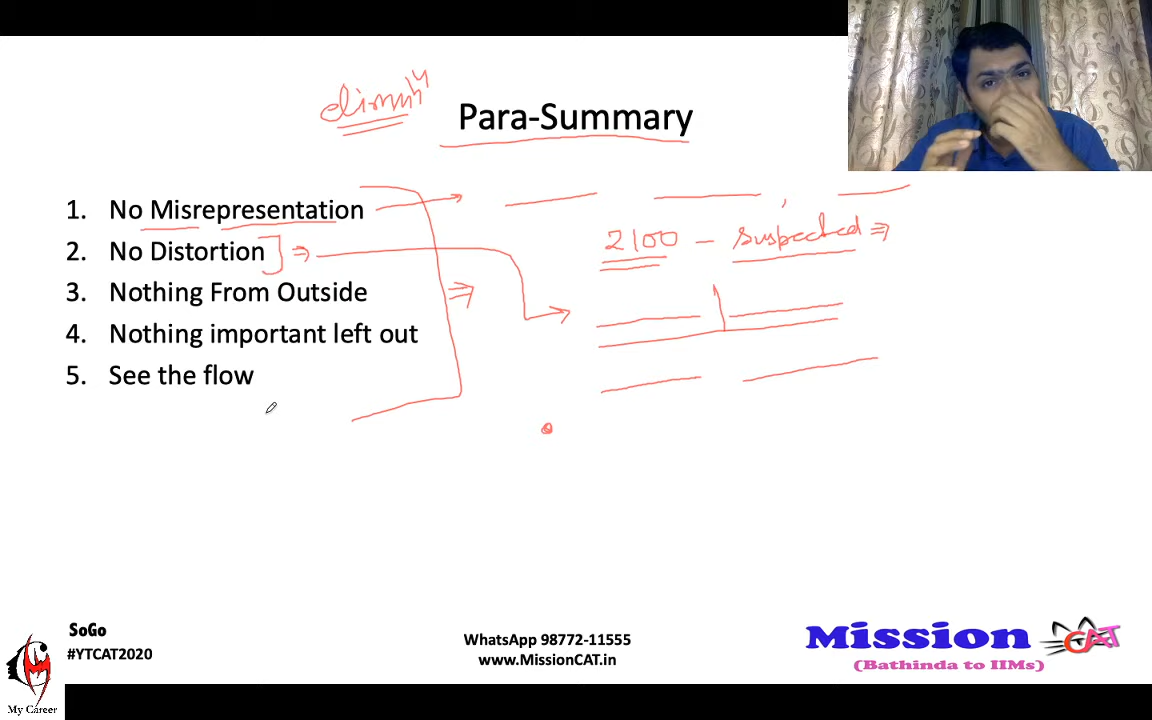 Para-Summary
1. No Misrepresentation
2. No Distortion
3. Nothing From Outside
4. Nothing important left out
5. See the flow
2100 - suspected ⇒
SoGo
#YTCAT2020
My Career
WhatsApp 98772-11555
www.MissionCAT.in
Mission CAT
(Bathinda to IIMs)